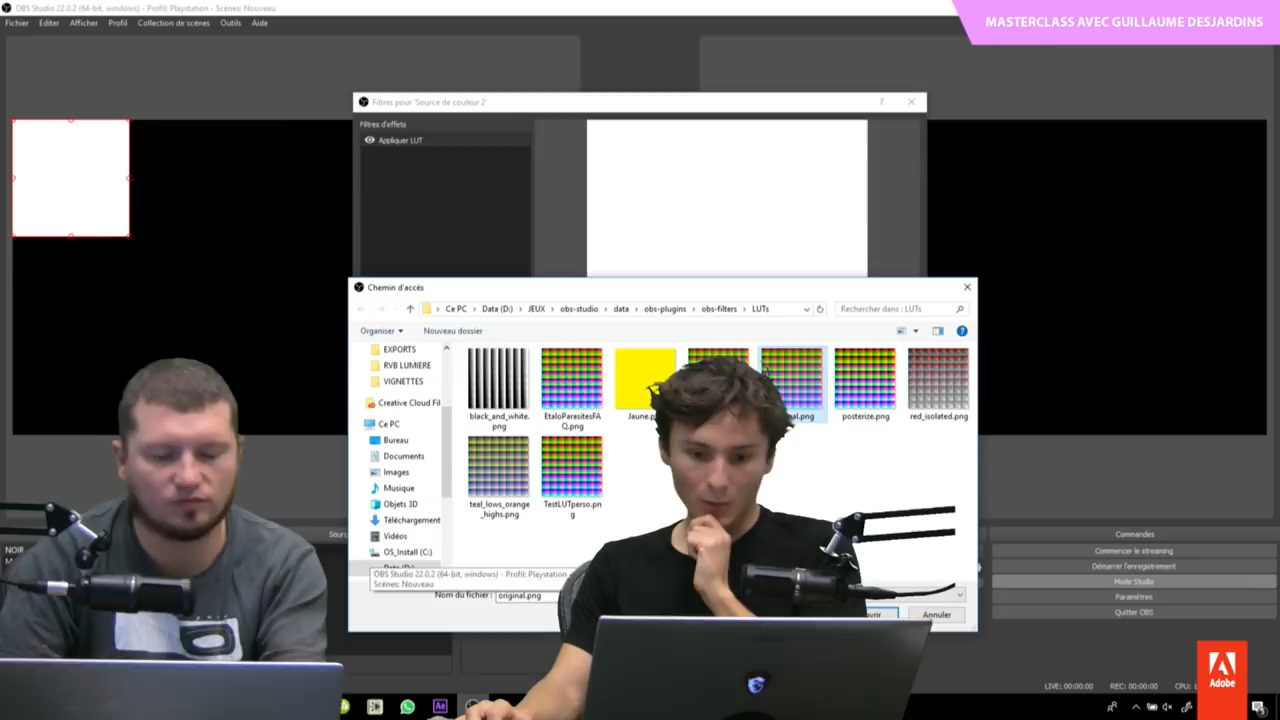 OBS Studio 22.0.2 (64-bit, windows) - Profil: Playstation - Scènes: Nouveau
Fichier Editer Afficher Profil Collection de scènes Outils Aide
MASTERCLASS AVEC GUILLAUME DESJARDINS
Filtres pour 'Source de couleur 2'
Filtres d'effets
Appliquer LUT
Chemin d'accès
Ce PC > Data (D:) > JEUX > obs-studio > data > obs-plugins > obs-filters > LUTs
Rechercher dans : LUTs
Organiser Nouveau dossier
EXPORTS
RVB LUMIERE
VIGNETTES
Creative Cloud Fil
Ce PC
Bureau
Documents
Images
Musique
Objets 3D
Téléchargement
Vidéos
OS_Install (C:)
black_and_white.
png
EtaloParasitesFA
Q.png
posterize.png
red_isolated.png
teal_lows_orange
_highs.png
TestLUTperso.pn
g
OBS Studio 22.0.2 (64-bit, windows) - Profil: Playstation
Scènes: Nouveau
Nom du fichier : original.png
Annuler
NOIR
Commandes
Commencer le streaming
Démarrer l'enregistrement
Mode Studio
Paramètres
Quitter OBS
LIVE: 00:00:00 REC: 00:00:00 CPU:
Ae
Adobe